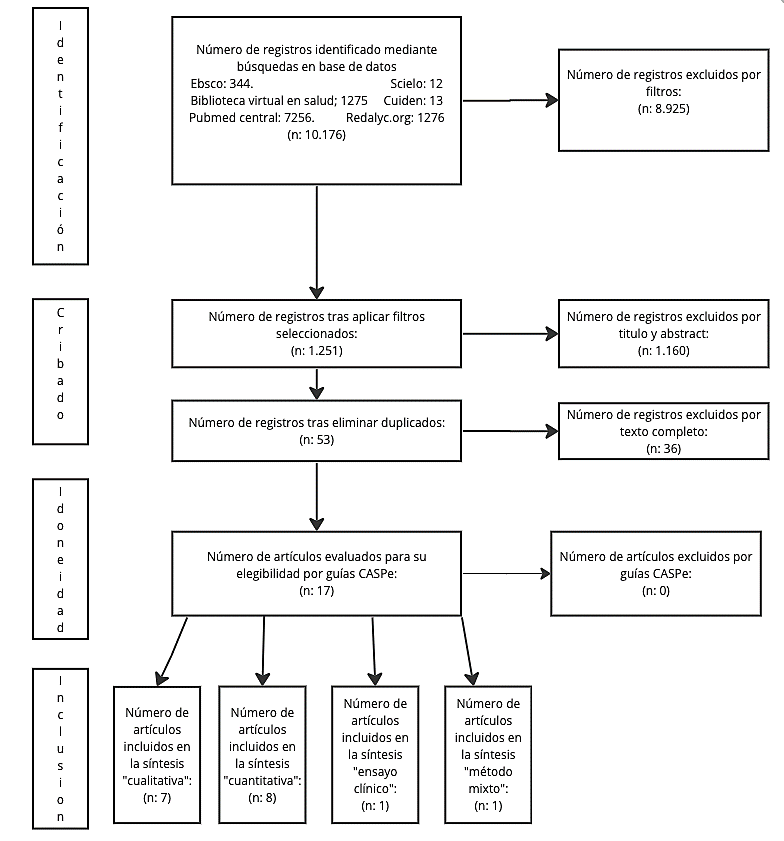 Identificación
Número de registros identificado mediante
búsquedas en base de datos
Ebsco: 344. Scielo: 12
Biblioteca virtual en salud; 1275 Cuiden: 13
Pubmed central: 7256. Redalyc.org: 1276
(n: 10.176)
Número de registros excluidos por
filtros:
(n: 8.925)
Cribado
Número de registros tras aplicar filtros
seleccionados:
(n: 1.251)
Número de registros excluidos por
titulo y abstract:
(n: 1.160)
Número de registros tras eliminar duplicados:
(n: 53)
Número de registros excluidos por
texto completo:
(n: 36)
Idoneidad
Número de artículos evaluados para su
elegibilidad por guías CASPe:
(n: 17)
Número de artículos excluidos por
guías CASPe:
(n: 0)
Inclusion
Número de
artículos
incluidos en
la síntesis
"cualitativa":
(n: 7)
Número de
artículos
incluidos en
la síntesis
"cuantitativa":
(n: 8)
Número de
artículos
incluidos en
la síntesis
"ensayo
clínico":
(n: 1)
Número de
artículos
incluidos en
la síntesis
"método
mixto":
(n: 1)